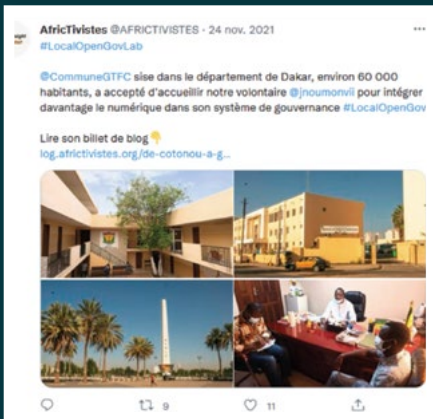 AfricTivistes @AFRICTIVISTES · 24 nov. 2021
#LocalOpenGovLab
@CommuneGTFC sise dans le département de Dakar, environ 60 000
habitants, a accepté d'accueillir notre volontaire @jnoumonvii pour intégrer
davantage le numérique dans son système de gouvernance #LocalOpenGov
Lire son billet de blog👇
log.africtivistes.org/de-cotonou-a-g...
9
11